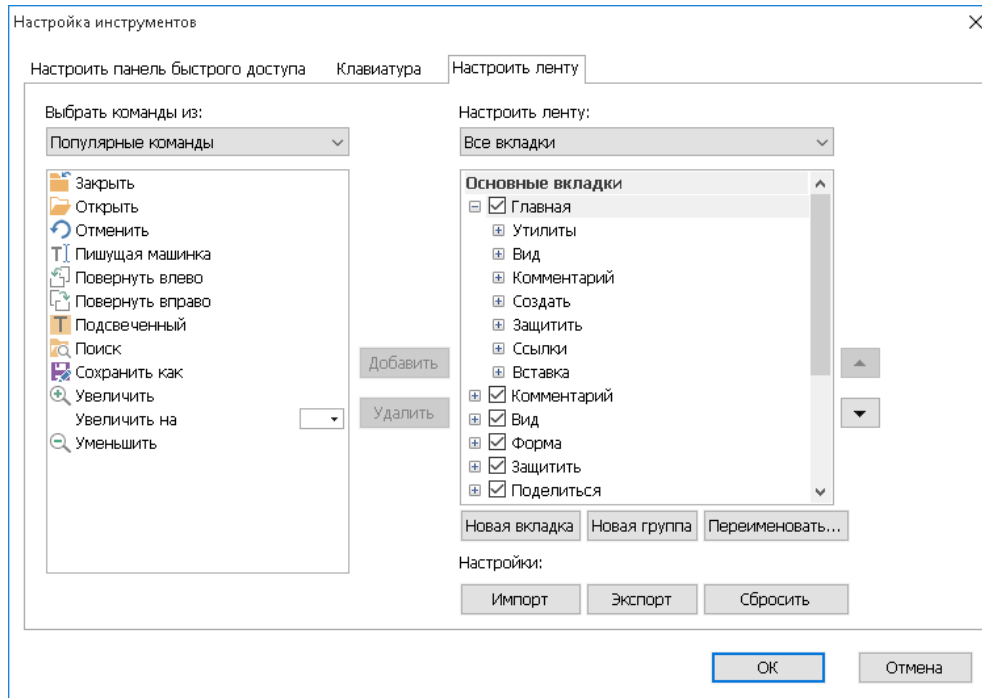 Настройка инструментов
Настроить панель быстрого доступа
Клавиатура
Настроить ленту
Выбрать команды из:
Популярные команды
Закрыть
Открыть
Отменить
Пишущая машинка
Повернуть влево
Повернуть вправо
Подсвеченный
Поиск
Сохранить как
Увеличить
Увеличить на
Уменьшить
Добавить
Удалить
Настроить ленту:
Все вкладки
Основные вкладки
Главная
Утилиты
Вид
Комментарий
Создать
Защитить
Ссылки
Вставка
Комментарий
Вид
Форма
Защитить
Поделиться
Новая вкладка
Новая группа
Переименовать...
Настройки:
Импорт
Экспорт
Сбросить
ОК
Отмена